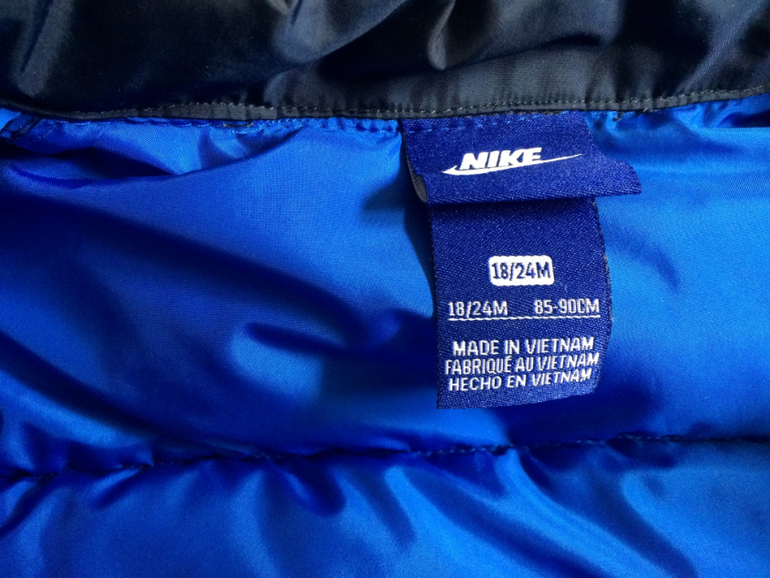 NIKE
18/24M
18/24M 85-90CM
MADE IN VIETNAM
FABRIQUÉ AU VIETNAM
HECHO EN VIETNAM